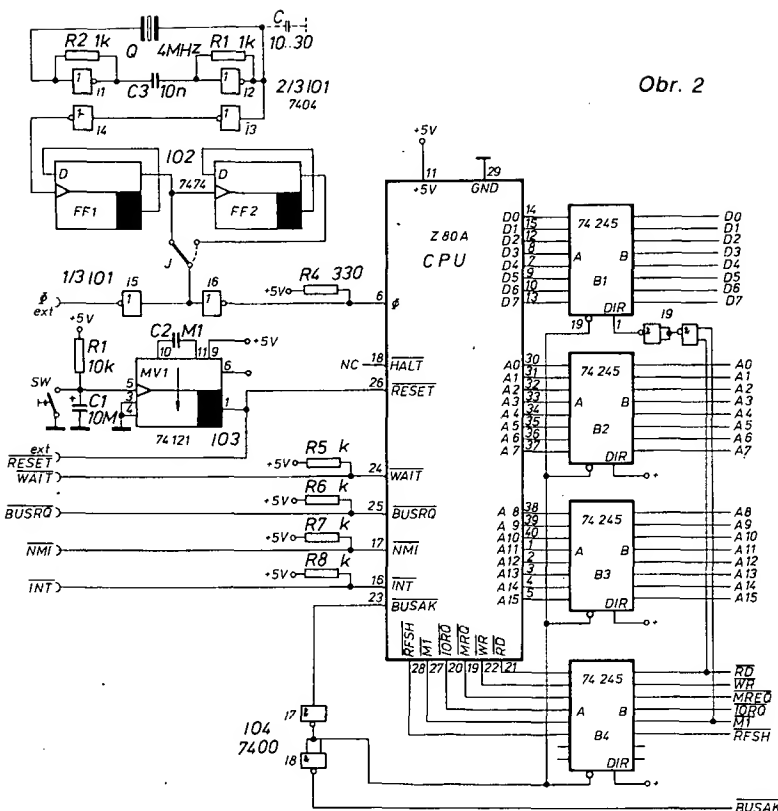 C
R2 1k
Q
4MHz
R1 1k
10..30
1
I1
C3
10n
1
I2
2/3 IO1
7404
Obr. 2
1
I4
1
I3
IO2
D
FF1
7474
D
FF2
J
+5V
11
+5V
29
GND
Z 80A
CPU
1/3 IO1
Φ
ext
1
I5
1
I6
+5V
R4 330
6
Φ
+5V
R1
10k
C2
M1
10
11
9
+5V
SW
C1
10M
5
3
4
MV1
6
1
74 121
IO3
NC
18
HALT
26
RESET
ext
RESET
WAIT
+5V
R5 k
24
WAIT
BUSRQ
+5V
R6 k
25
BUSRQ
NMI
+5V
R7 k
17
NMI
INT
+5V
R8 k
16
INT
23
BUSAK
D0 14
D1 15
D2 12
D3 8
D4 7
D5 9
D6 10
D7 13
74 245
A B
B1
DIR
19
1
I9
&
&
D0
D1
D2
D3
D4
D5
D6
D7
A0 30
A1 31
A2 32
A3 33
A4 34
A5 35
A6 36
A7 37
74 245
A B
B2
DIR
+
A0
A1
A2
A3
A4
A5
A6
A7
A 8 38
A 9 39
A10 40
A11 1
A12 2
A13 3
A14 4
A15 5
74 245
A B
B3
DIR
+
A8
A9
A10
A11
A12
A13
A14
A15
RFSH
M1
IORQ
MRQ
WR
RD
28 27 20 19 22 21
74 245
A B
B4
DIR
+
RD
WR
MREQ
IORQ
M1
RFSH
&
I7
IO4
7400
&
I8
BUSAK